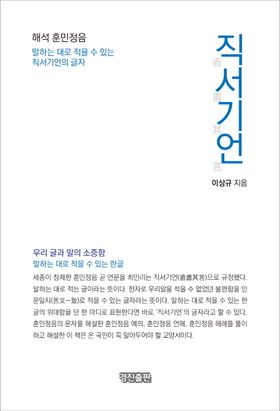 해석 훈민정음
말하는 대로 적을 수 있는
직서기언의 글자
직서기언
直書其言
이상규 지음
우리 글과 말의 소중함
말하는 대로 적을 수 있는 한글
세종이 창제한 훈민정음 곧 언문을 최만리는 직서기언(直書其言)으로 규정했다.
말하는 대로 적는 글이라는 뜻이다. 한자로 우리말을 적을 수 없었던 불편함을 언
문일치(言文一致)로 적을 수 있는 글자라는 뜻이다. 말하는 대로 적을 수 있는 한
글의 위대함을 단 한 마디로 표현한다면 바로 ‘직서기언’의 글자라고 할 수 있다.
훈민정음의 문자를 해설한 훈민정음 예의, 훈민정음 언해, 훈민정음 해례를 풀이
하고 해설한 이 책은 온 국민이 꼭 알아두어야 할 교양서이다.
경진출판